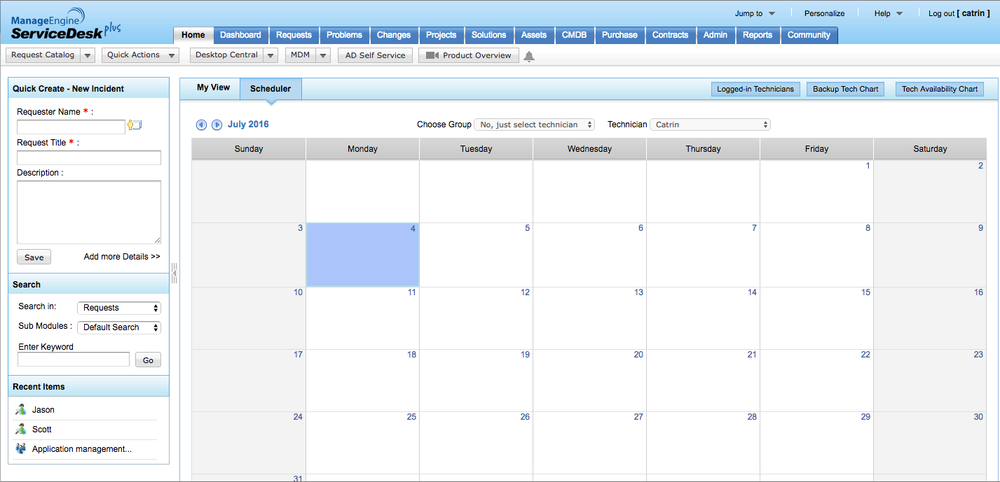 Jump to
Personalize
Help
Log out [ catrin ]
ManageEngine
ServiceDesk plus
Home Dashboard Requests Problems Changes Projects Solutions Assets CMDB Purchase Contracts Admin Reports Community
Request Catalog Quick Actions Desktop Central MDM AD Self Service Product Overview
Quick Create - New Incident
Requester Name * :
Request Title * :
Description :
Save Add more Details >>
Search
Search in: Requests
Sub Modules : Default Search
Enter Keyword
Go
Recent Items
Jason
Scott
Application management...
My View Scheduler Logged-in Technicians Backup Tech Chart Tech Availability Chart
July 2016 Choose Group No, just select technician Technician Catrin
Sunday Monday Tuesday Wednesday Thursday Friday Saturday
1 2
3 4 5 6 7 8 9
10 11 12 13 14 15 16
17 18 19 20 21 22 23
24 25 26 27 28 29 30
31